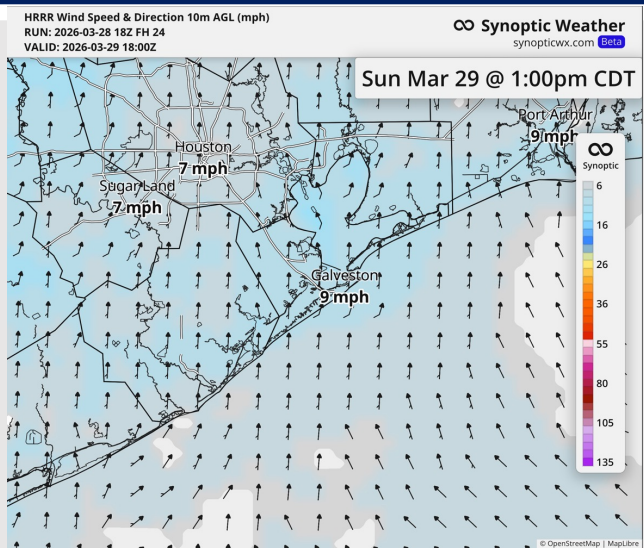 HRRR Wind Speed & Direction 10m AGL (mph)
RUN: 2026-03-28 18Z FH 24
VALID: 2026-03-29 18:00Z
Synoptic Weather
synopticwx.com Beta
Sun Mar 29 @ 1:00pm CDT
Port Arthur
9 mph
Houston
7 mph
Sugar Land
7 mph
Galveston
9 mph
Synoptic
6
16
26
36
55
80
105
135
© OpenStreetMap | MapLibre